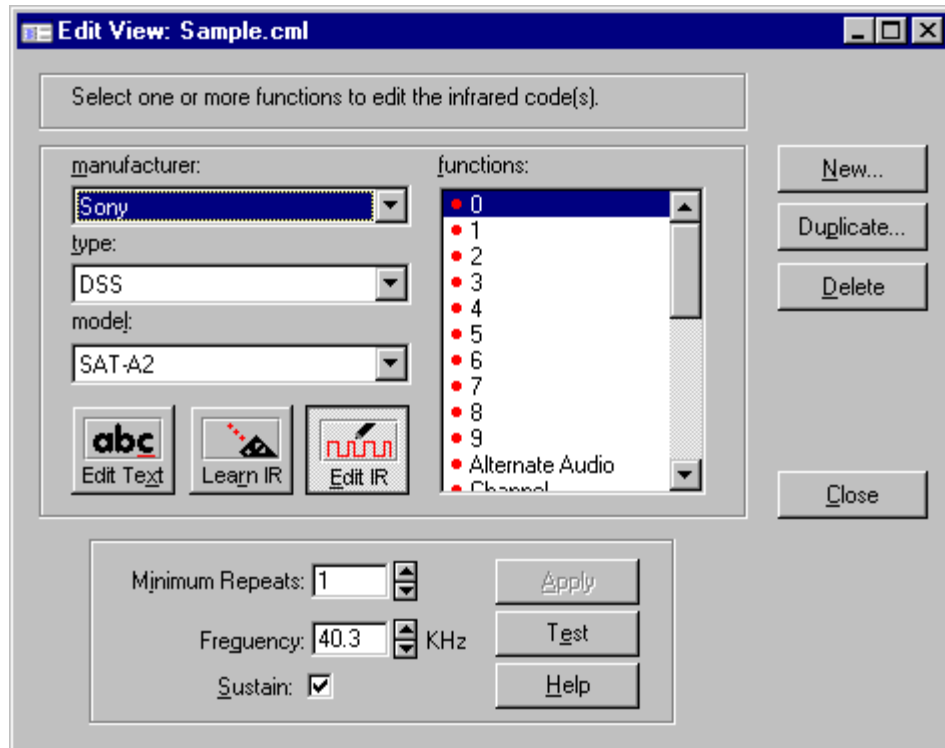 Edit View: Sample.cml
Select one or more functions to edit the infrared code(s).
manufacturer:
Sony
type:
DSS
model:
SAT-A2
abc
Edit Text
Learn IR
Edit IR
functions:
0
1
2
3
4
5
6
7
8
9
Alternate Audio
Channel
New...
Duplicate...
Delete
Close
Minimum Repeats: 1
Freguency: 40.3 KHz
Sustain:
Apply
Test
Help